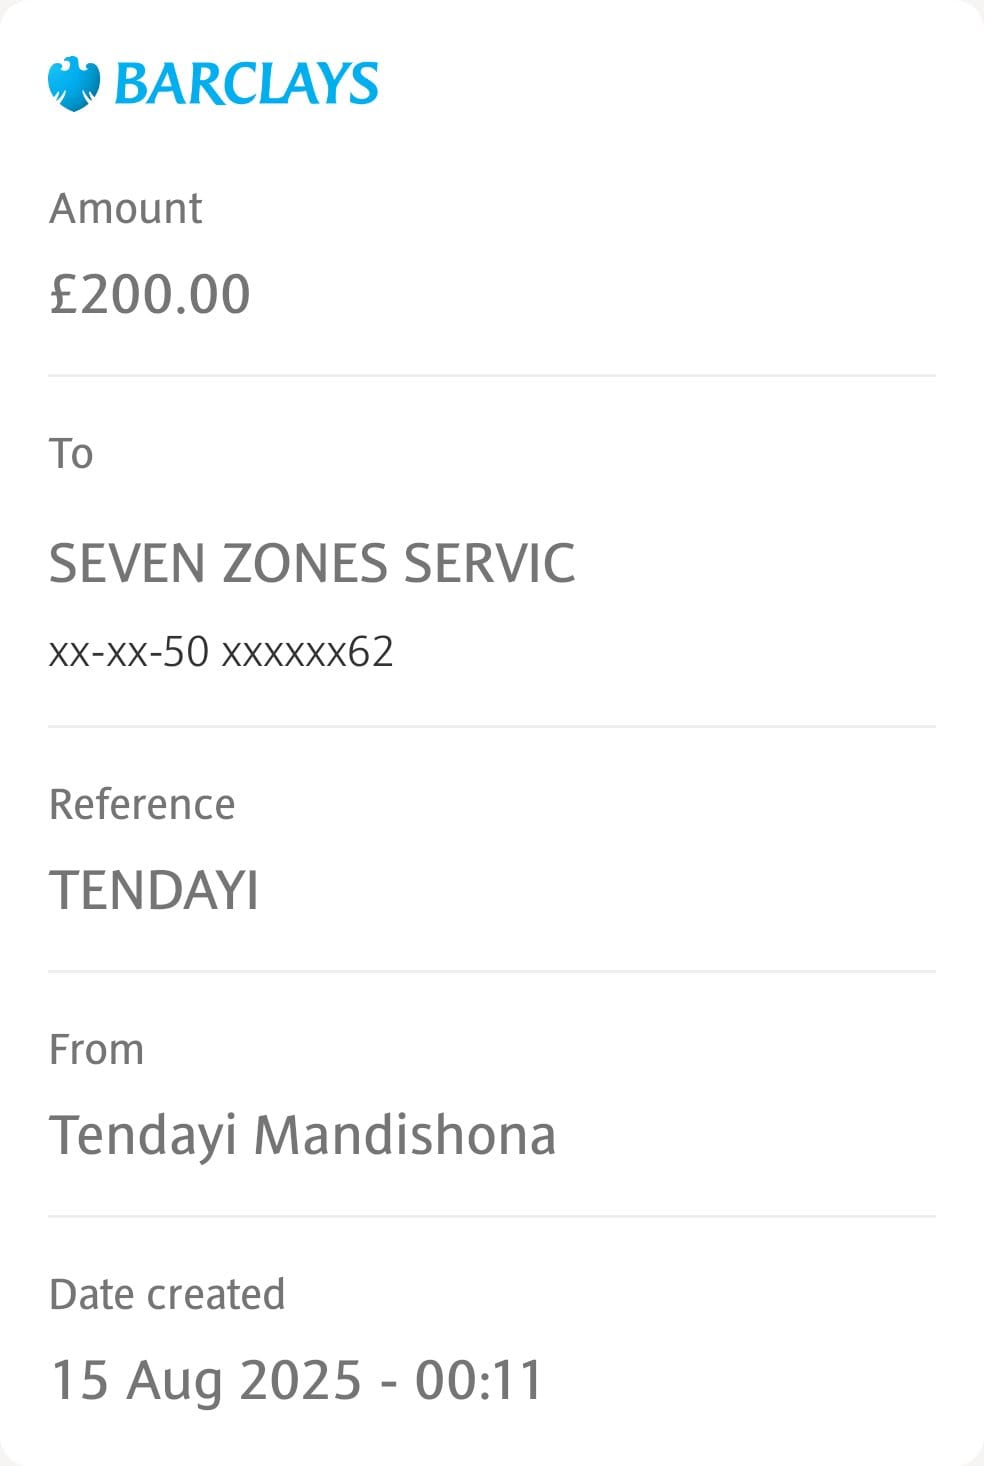 BARCLAYS
Amount
£200.00
To
SEVEN ZONES SERVIC
xx-xx-50 xxxxxx62
Reference
TENDAYI
From
Tendayi Mandishona
Date created
15 Aug 2025 - 00:11